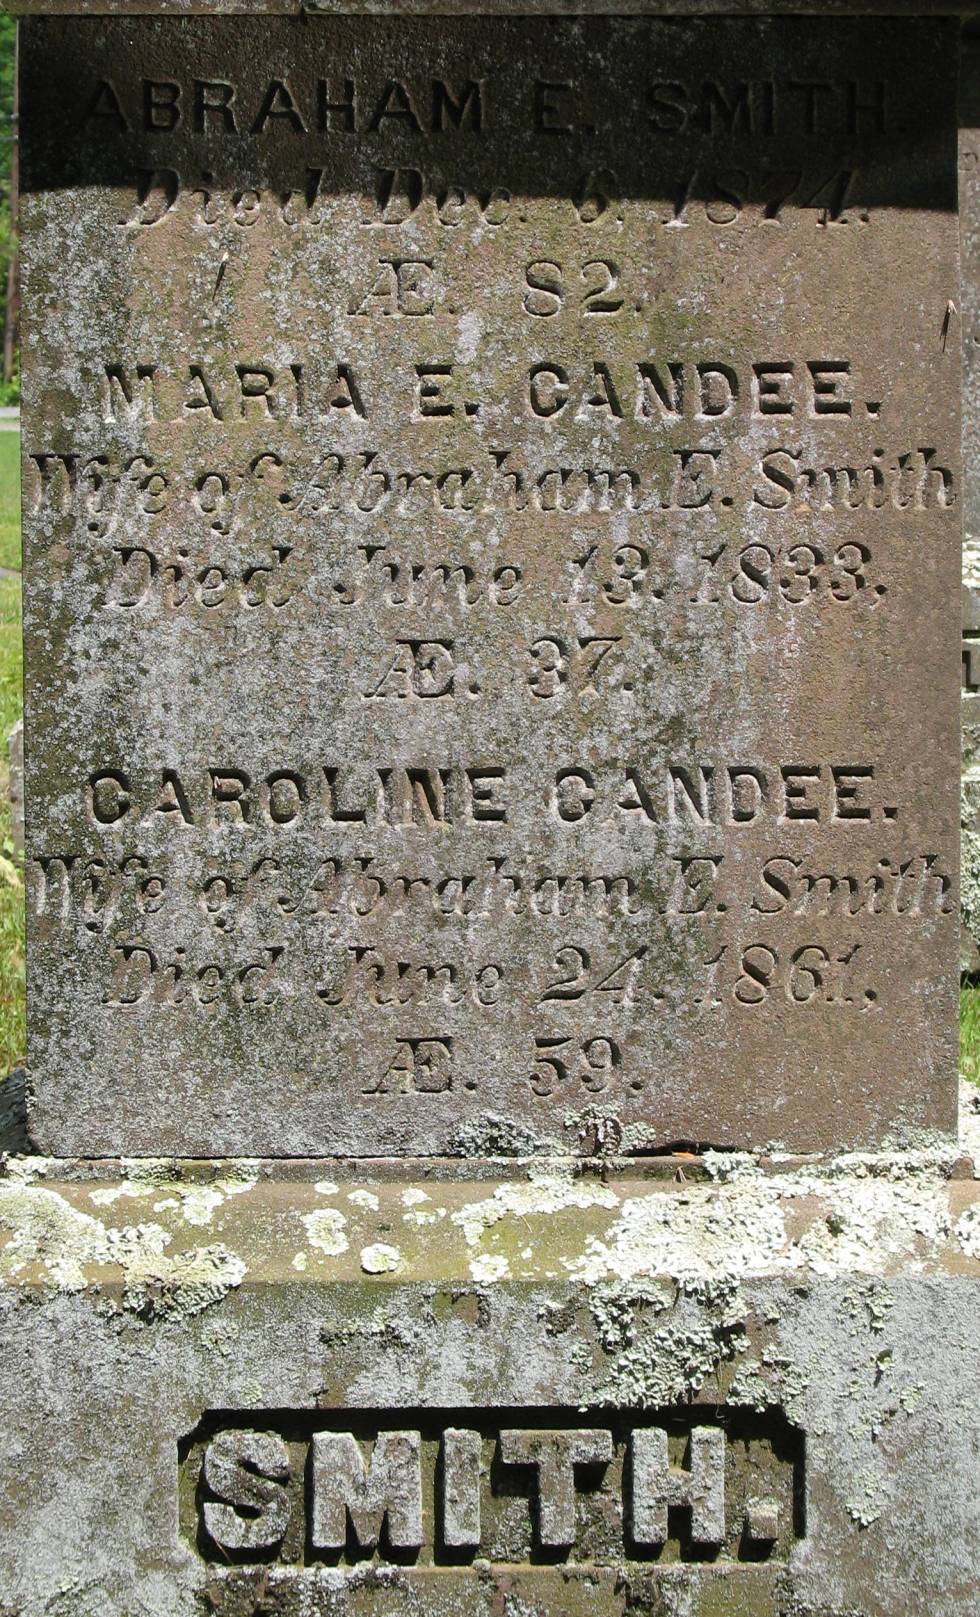 ABRAHAM E. SMITH.
Died Dec. 6, 1874.
Æ. 82.
MARIA E. CANDEE.
Wife of Abraham E. Smith
Died June 13. 1833,
Æ. 37.
CAROLINE CANDEE.
Wife of Abraham E. Smith
Died June 24. 1861,
Æ. 59.
SMITH.